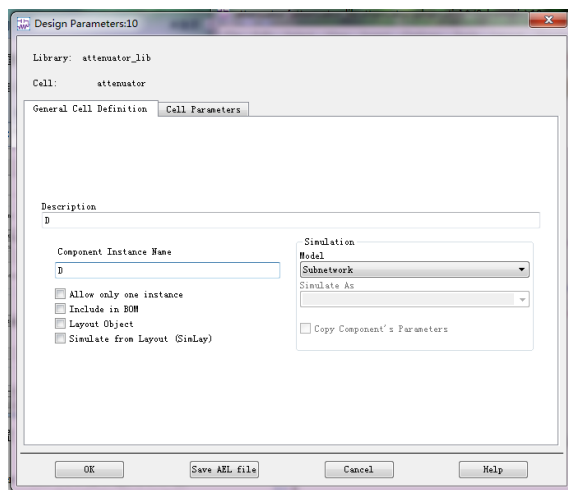 Design Parameters:10
Library: attenuator_lib
Cell: attenuator
General Cell Definition
Cell Parameters
Description
D
Component Instance Name
D
Allow only one instance
Include in BOM
Layout Object
Simulate from Layout (SimLay)
Simulation
Model
Subnetwork
Simulate As
Copy Component's Parameters
OK
Save AEL file
Cancel
Help